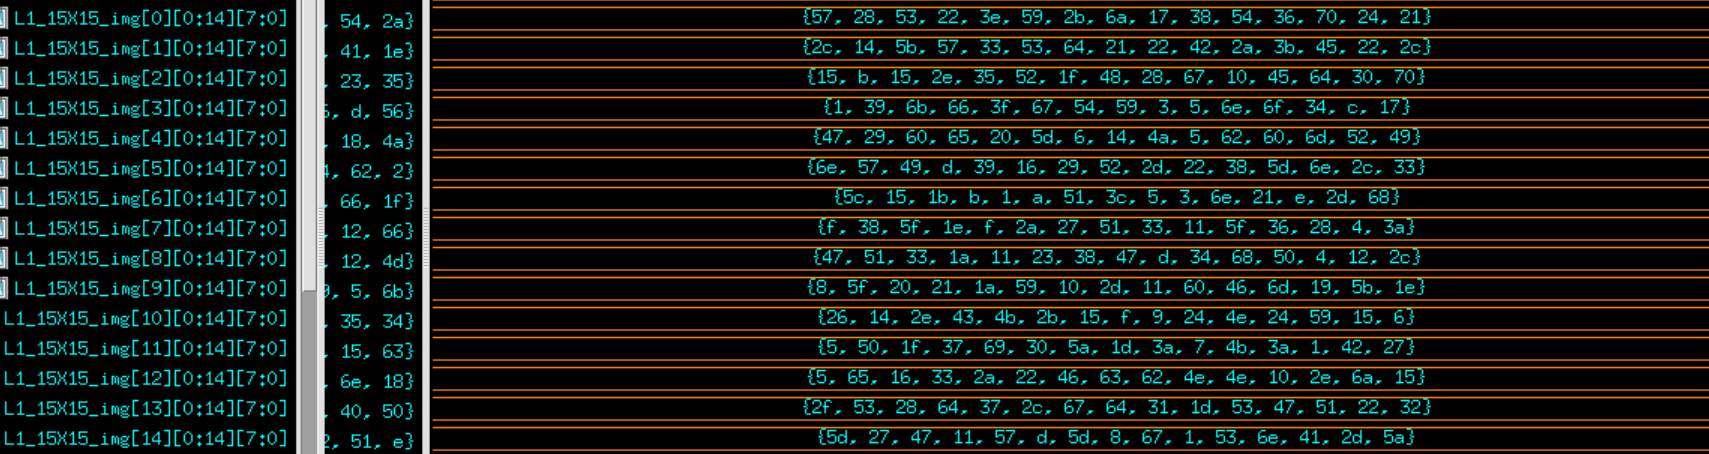 L1_15X15_img[0][0:14][7:0] , 54, 2a} {57, 28, 53, 22, 3e, 59, 2b, 6a, 17, 38, 54, 36, 70, 24, 21}
L1_15X15_img[1][0:14][7:0] , 41, 1e} {2c, 14, 5b, 57, 33, 53, 64, 21, 22, 42, 2a, 3b, 45, 22, 2c}
L1_15X15_img[2][0:14][7:0] , 23, 35} {15, b, 15, 2e, 35, 52, 1f, 48, 28, 67, 10, 45, 64, 30, 70}
L1_15X15_img[3][0:14][7:0] , d, 56} {1, 39, 6b, 66, 3f, 67, 54, 59, 3, 5, 6e, 6f, 34, c, 17}
L1_15X15_img[4][0:14][7:0] , 18, 4a} {47, 29, 60, 65, 20, 5d, 6, 14, 4a, 5, 62, 60, 6d, 52, 49}
L1_15X15_img[5][0:14][7:0] , 62, 2} {6e, 57, 49, d, 39, 16, 29, 52, 2d, 22, 38, 5d, 6e, 2c, 33}
L1_15X15_img[6][0:14][7:0] , 66, 1f} {5c, 15, 1b, b, 1, a, 51, 3c, 5, 3, 6e, 21, e, 2d, 68}
L1_15X15_img[7][0:14][7:0] , 12, 66} {f, 38, 5f, 1e, f, 2a, 27, 51, 33, 11, 5f, 36, 28, 4, 3a}
L1_15X15_img[8][0:14][7:0] , 12, 4d} {47, 51, 33, 1a, 11, 23, 38, 47, d, 34, 68, 50, 4, 12, 2c}
L1_15X15_img[9][0:14][7:0] , 5, 6b} {8, 5f, 20, 21, 1a, 59, 10, 2d, 11, 60, 46, 6d, 19, 5b, 1e}
L1_15X15_img[10][0:14][7:0] , 35, 34} {26, 14, 2e, 43, 4b, 2b, 15, f, 9, 24, 4e, 24, 59, 15, 6}
L1_15X15_img[11][0:14][7:0] , 15, 63} {5, 50, 1f, 37, 69, 30, 5a, 1d, 3a, 7, 4b, 3a, 1, 42, 27}
L1_15X15_img[12][0:14][7:0] , 6e, 18} {5, 65, 16, 33, 2a, 22, 46, 63, 62, 4e, 4e, 10, 2e, 6a, 15}
L1_15X15_img[13][0:14][7:0] , 40, 50} {2f, 53, 28, 64, 37, 2c, 67, 64, 31, 1d, 53, 47, 51, 22, 32}
L1_15X15_img[14][0:14][7:0] , 51, e} {5d, 27, 47, 11, 57, d, 5d, 8, 67, 1, 53, 6e, 41, 2d, 5a}